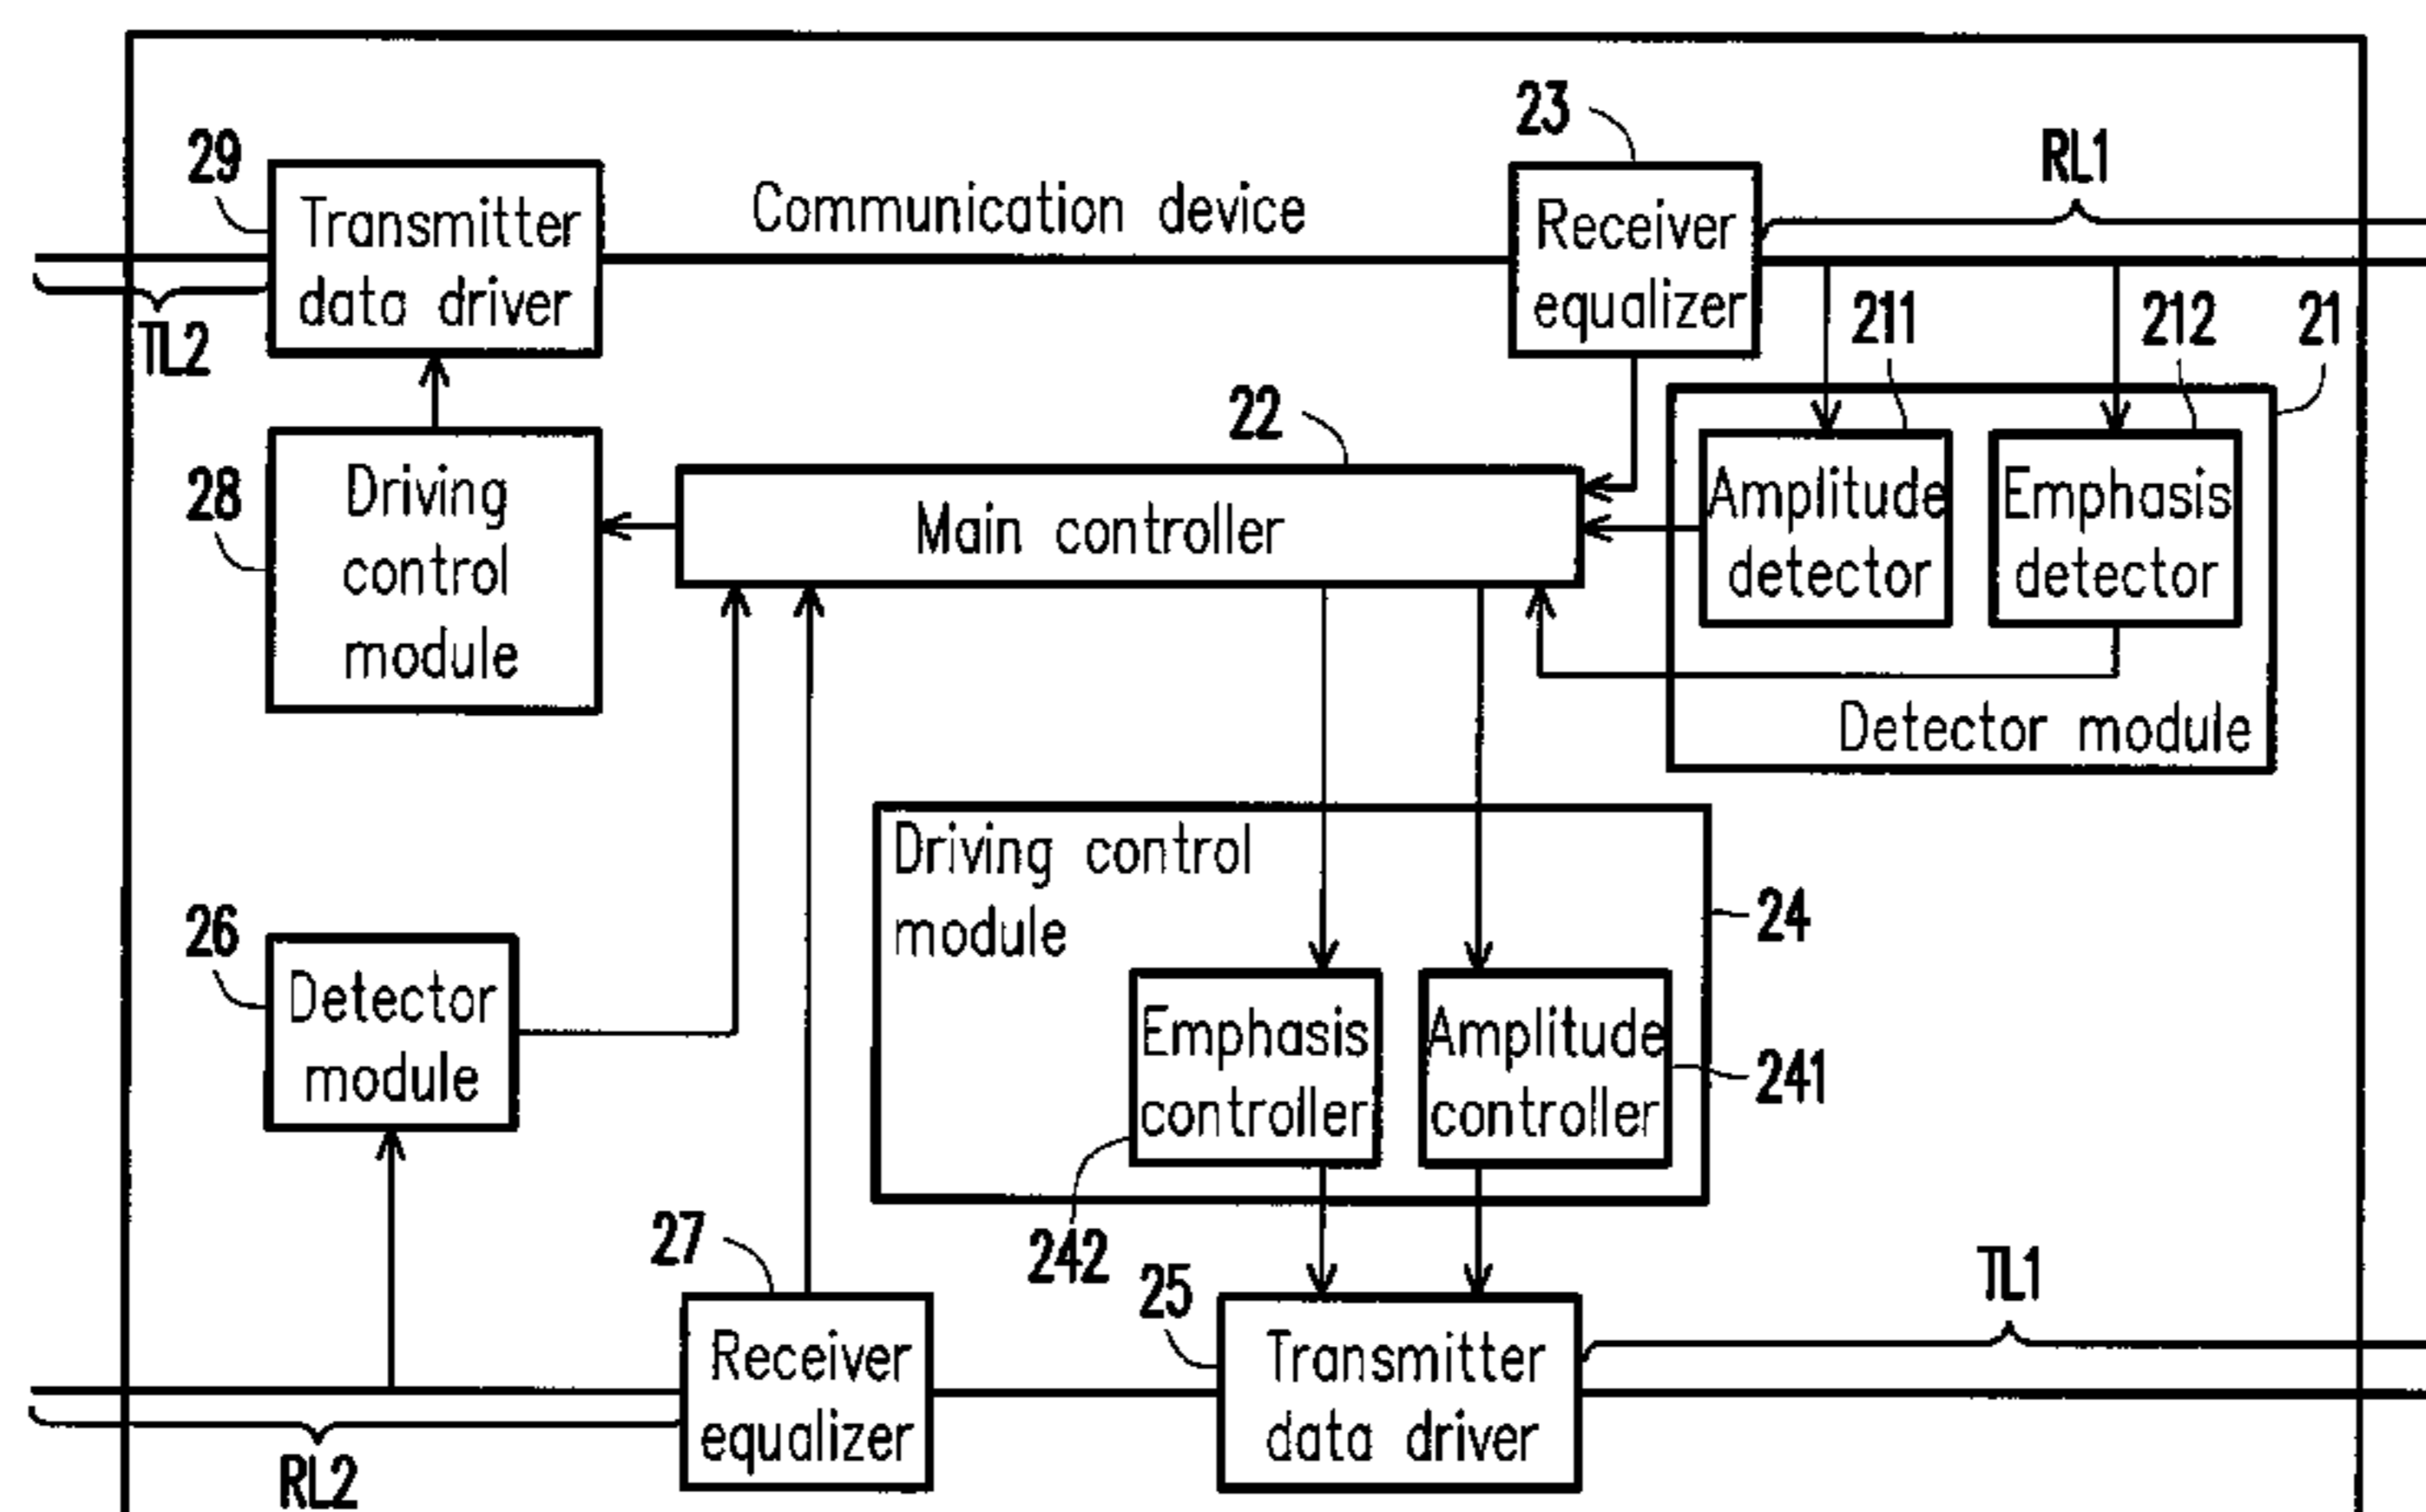 23
RL1
29
Transmitter
data driver
Communication device
Receiver
equalizer
TL2
211
212
21
22
28
Driving
control
module
Main controller
Amplitude
detector
Emphasis
detector
Detector module
Driving control
module
24
26
Detector
module
Emphasis
controller
Amplitude
controller
241
242
27
25
TL1
Receiver
equalizer
Transmitter
data driver
RL2